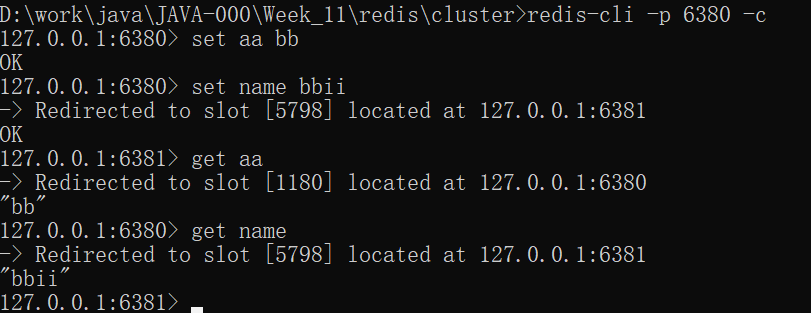 D:\work\java\JAVA-000\Week_11\redis\cluster>redis-cli -p 6380 -c
127.0.0.1:6380> set aa bb
OK
127.0.0.1:6380> set name bbii
-> Redirected to slot [5798] located at 127.0.0.1:6381
OK
127.0.0.1:6381> get aa
-> Redirected to slot [1180] located at 127.0.0.1:6380
"bb"
127.0.0.1:6380> get name
-> Redirected to slot [5798] located at 127.0.0.1:6381
"bbii"
127.0.0.1:6381>